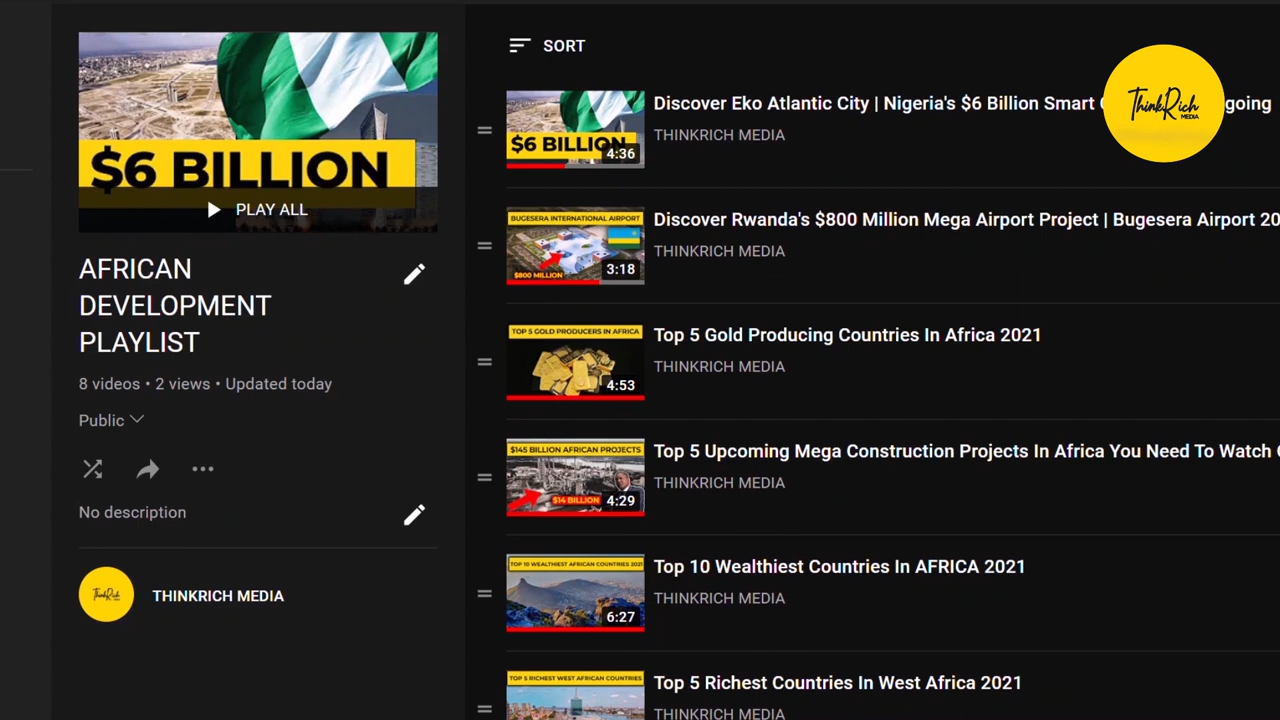 $6 BILLION
PLAY ALL
AFRICAN
DEVELOPMENT
PLAYLIST
8 videos • 2 views • Updated today
Public
No description
ThinkRich
THINKRICH MEDIA
SORT
$6 BILLION
4:36
Discover Eko Atlantic City | Nigeria's $6 Billion Smart going
THINKRICH MEDIA
ThinkRich
MEDIA
BUGESERA INTERNATIONAL AIRPORT
$800 MILLION
3:18
Discover Rwanda's $800 Million Mega Airport Project | Bugesera Airport 20
THINKRICH MEDIA
TOP 5 GOLD PRODUCERS IN AFRICA
4:53
Top 5 Gold Producing Countries In Africa 2021
THINKRICH MEDIA
$145 BILLION AFRICAN PROJECTS
$14 BILLION
4:29
Top 5 Upcoming Mega Construction Projects In Africa You Need To Watch
THINKRICH MEDIA
TOP 10 WEALTHIEST AFRICAN COUNTRIES 2021
6:27
Top 10 Wealthiest Countries In AFRICA 2021
THINKRICH MEDIA
TOP 5 RICHEST WEST AFRICAN COUNTRIES
Top 5 Richest Countries In West Africa 2021
THINKRICH MEDIA